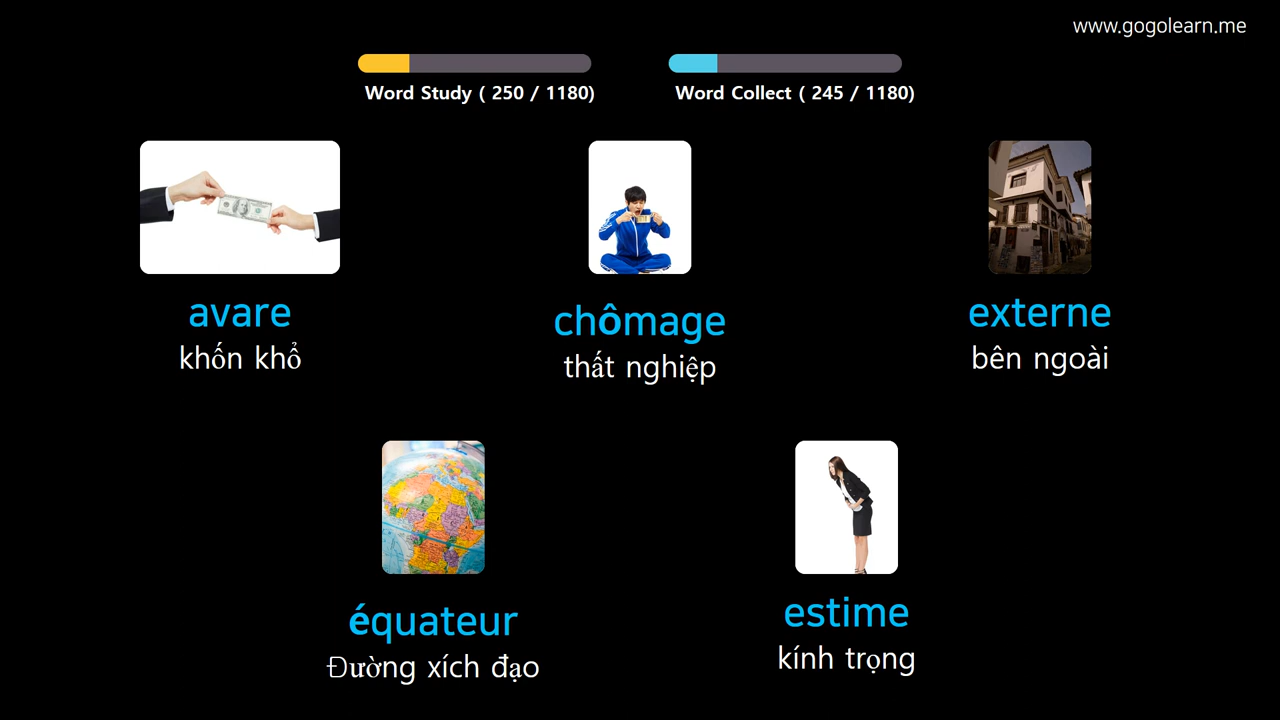 www.gogolearn.me
Word Study ( 250 / 1180)
Word Collect ( 245 / 1180)
avare
khốn khổ
chômage
thất nghiệp
externe
bên ngoài
équateur
Đường xích đạo
estime
kính trọng